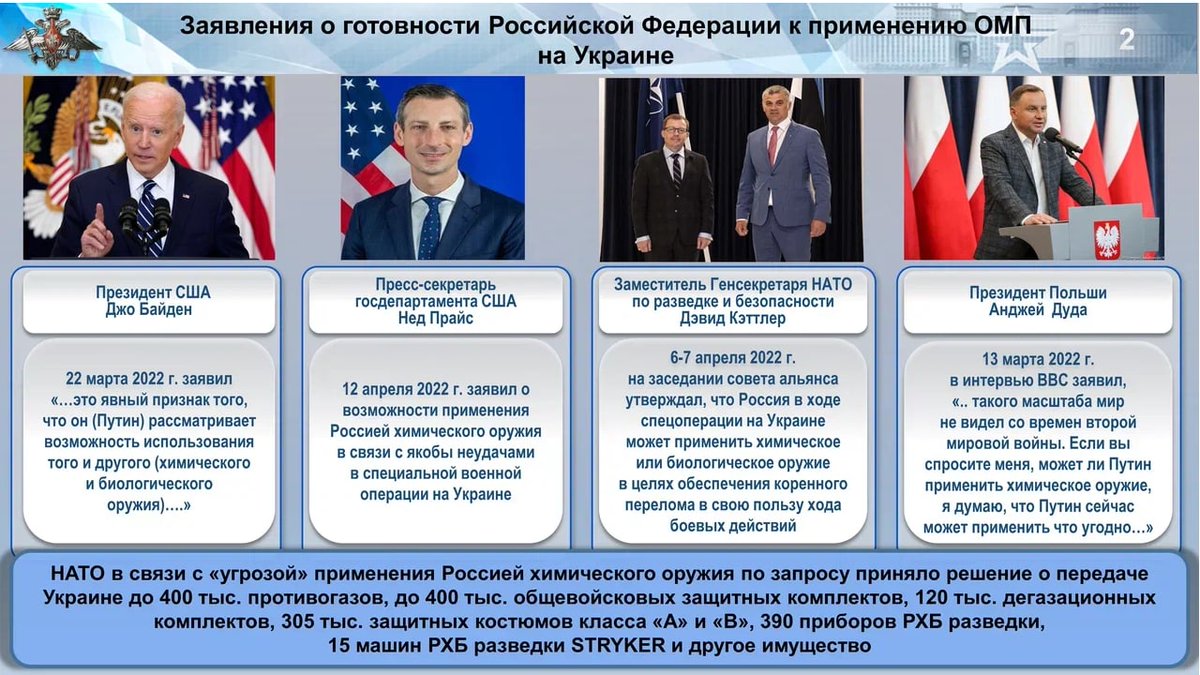 Заявления о готовности Российской Федерации к применению ОМП
на Украине
2
Президент США
Джо Байден
22 марта 2022 г. заявил
«…это явный признак того,
что он (Путин) рассматривает
возможность использования
того и другого (химического
и биологического
оружия)….»
Пресс-секретарь
госдепартамента США
Нед Прайс
12 апреля 2022 г. заявил о
возможности применения
Россией химического оружия
в связи с якобы неудачами
в специальной военной
операции на Украине
Заместитель Генсекретаря НАТО
по разведке и безопасности
Дэвид Кэттлер
6-7 апреля 2022 г.
на заседании совета альянса
утверждал, что Россия в ходе
спецоперации на Украине
может применить химическое
или биологическое оружие
в целях обеспечения коренного
перелома в свою пользу хода
боевых действий
Президент Польши
Анджей Дуда
13 марта 2022 г.
в интервью ВВС заявил,
«.. такого масштаба мир
не видел со времен второй
мировой войны. Если вы
спросите меня, может ли Путин
применить химическое оружие,
я думаю, что Путин сейчас
может применить что угодно…»
НАТО в связи с «угрозой» применения Россией химического оружия по запросу приняло решение о передаче
Украине до 400 тыс. противогазов, до 400 тыс. общевойсковых защитных комплектов, 120 тыс. дегазационных
комплектов, 305 тыс. защитных костюмов класса «А» и «В», 390 приборов РХБ разведки,
15 машин РХБ разведки STRYKER и другое имущество